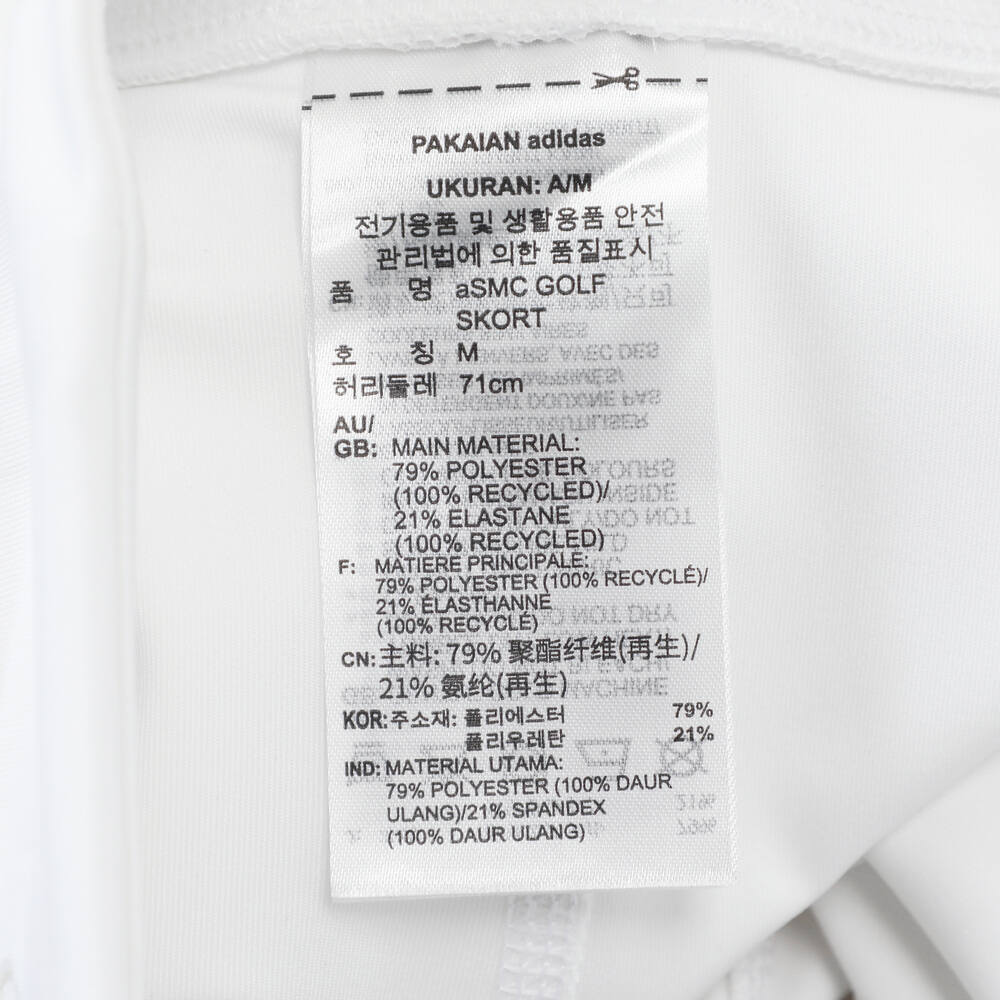 PAKAIAN adidas
UKURAN: A/M
전기용품 및 생활용품 안전
관리법에 의한 품질표시
품 명 aSMC GOLF
SKORT
호 칭 M
허리둘레 71cm
AU/
GB: MAIN MATERIAL:
79% POLYESTER
(100% RECYCLED)/
21% ELASTANE
(100% RECYCLED)
F: MATIERE PRINCIPALE:
79% POLYESTER (100% RECYCLÉ)/
21% ÉLASTHANNE
(100% RECYCLÉ)
CN: 主料: 79% 聚酯纤维(再生)/
21% 氨纶(再生)
KOR: 주소재: 폴리에스터 79%
폴리우레탄 21%
IND: MATERIAL UTAMA:
79% POLYESTER (100% DAUR
ULANG)/21% SPANDEX
(100% DAUR ULANG)